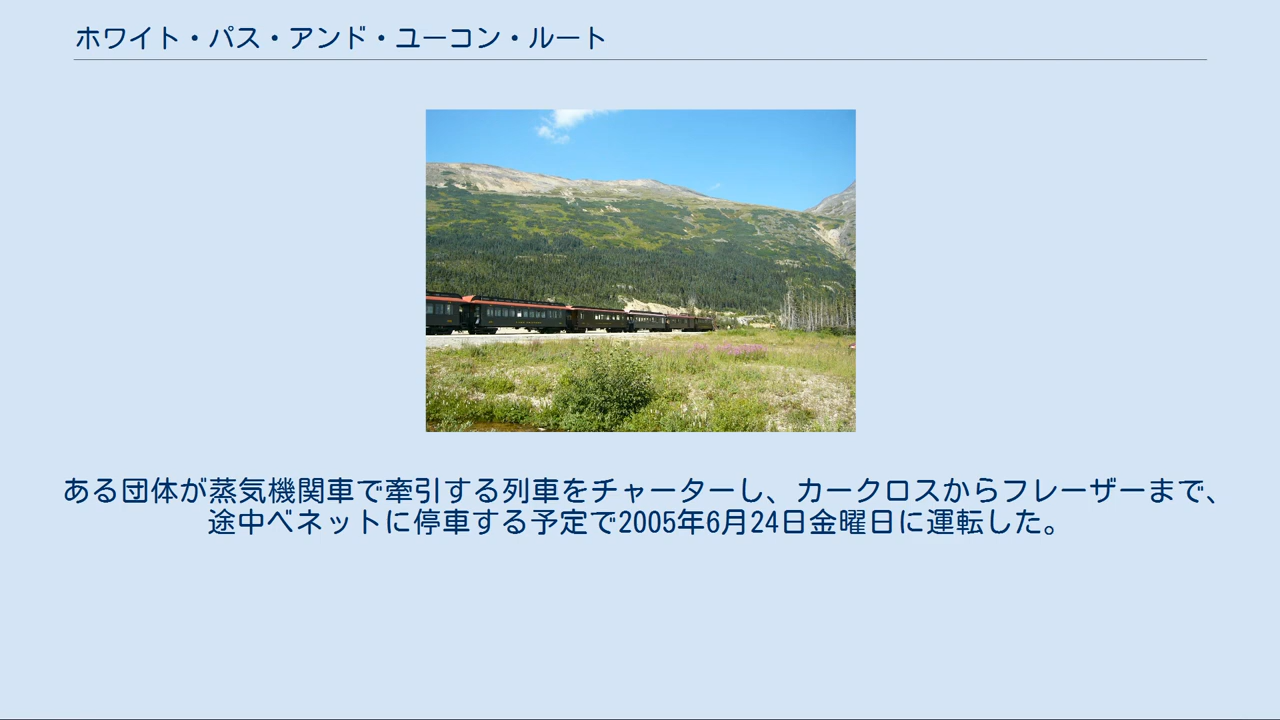 ホワイト・パス・アンド・ユーコン・ルート
ある団体が蒸気機関車で牽引する列車をチャーターし、カークロスからフレーザーまで、
途中ベネットに停車する予定で2005年6月24日金曜日に運転した。